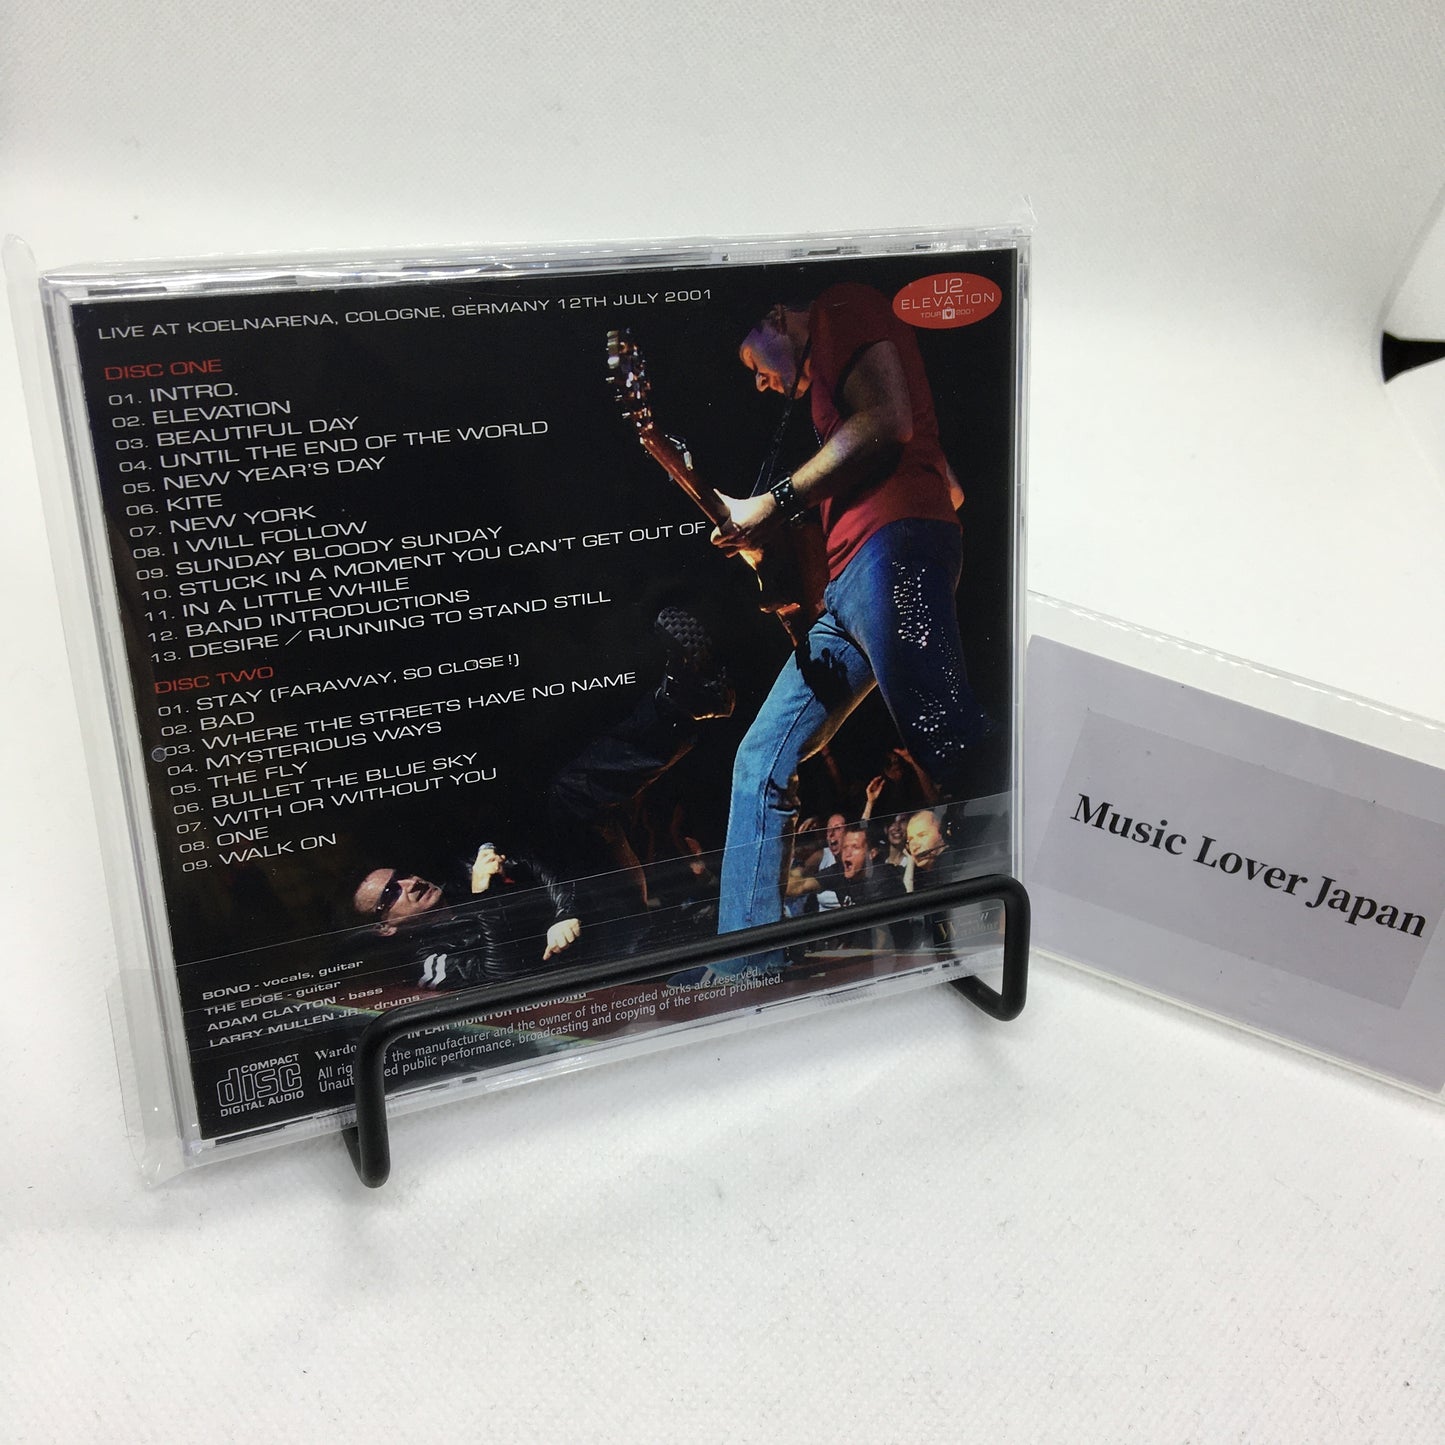 LIVE AT KOELNARENA, COLOGNE, GERMANY 12TH JULY 2001
U2
ELEVATION
TOUR 2001
DISC ONE
01. INTRO.
02. ELEVATION
03. BEAUTIFUL DAY
04. UNTIL THE END OF THE WORLD
05. NEW YEAR'S DAY
06. KITE
07. NEW YORK
08. I WILL FOLLOW
09. SUNDAY BLOODY SUNDAY
10. STUCK IN A MOMENT YOU CAN'T GET OUT OF
11. IN A LITTLE WHILE
12. BAND INTRODUCTIONS
13. DESIRE / RUNNING TO STAND STILL
DISC TWO
01. STAY (FARAWAY, SO CLOSE!)
02. BAD
03. WHERE THE STREETS HAVE NO NAME
04. MYSTERIOUS WAYS
05. THE FLY
06. BULLET THE BLUE SKY
07. WITH OR WITHOUT YOU
08. ONE
09. WALK ON
BONO - vocals, guitar
THE EDGE - guitar
ADAM CLAYTON - bass
LARRY MULLEN JR. - drums
IN EAR MONITOR RECORDING
of the manufacturer and the owner of the recorded works are reserved.
public performance, broadcasting and copying of the record prohibited.
COMPACT
disc
DIGITAL AUDIO
Music Lover Japan